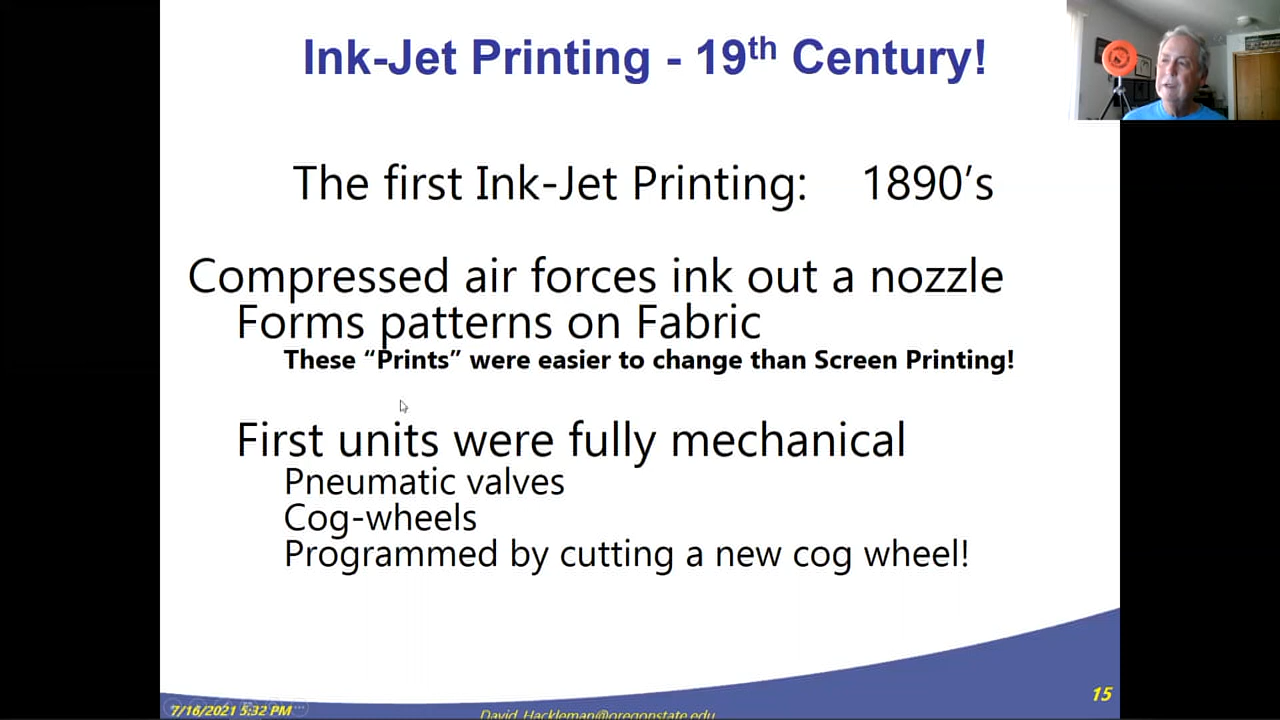 Ink-Jet Printing - 19th Century!
The first Ink-Jet Printing: 1890's
Compressed air forces ink out a nozzle
Forms patterns on Fabric
These “Prints” were easier to change than Screen Printing!
First units were fully mechanical
Pneumatic valves
Cog-wheels
Programmed by cutting a new cog wheel!
15
7/16/2021 5:32 PM
David_Hackleman@oregonstate.edu